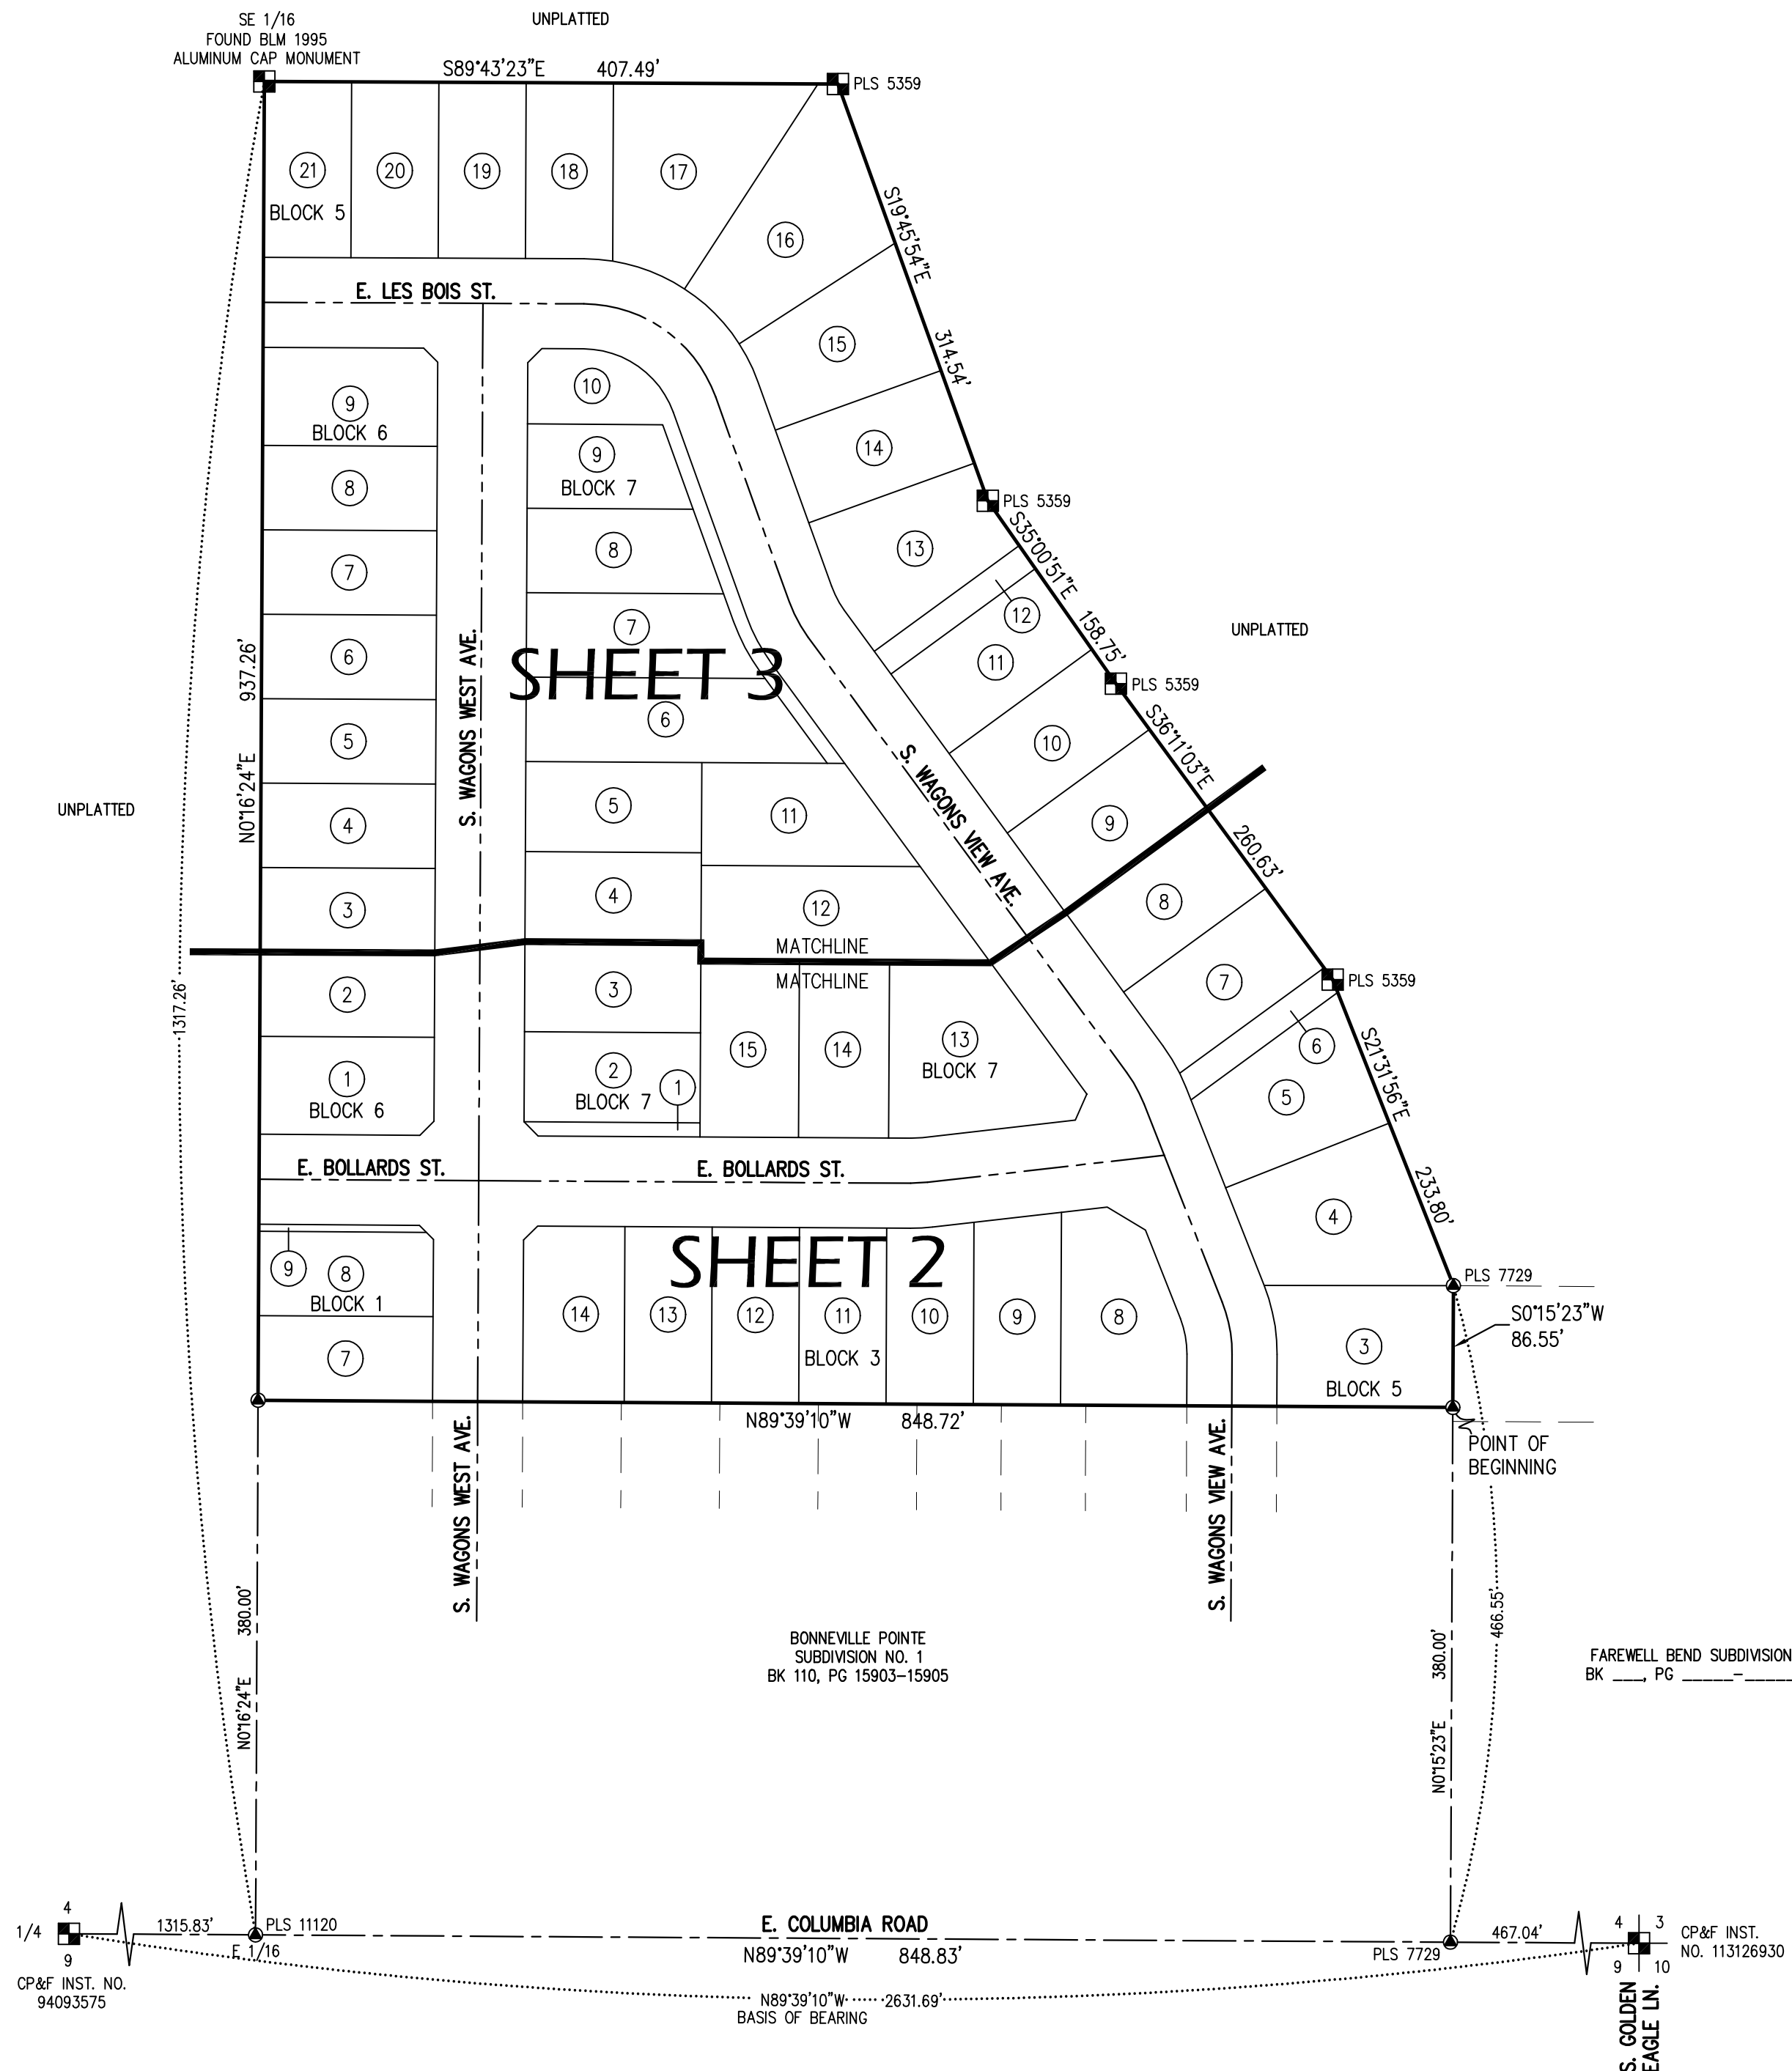 SE 1/16
FOUND BLM 1995
ALUMINUM CAP MONUMENT
UNPLATTED
S89°43'23"E 407.49'
PLS 5359
21
20
19
18
17
BLOCK 5
16
S19°45'54"E
314.54'
E. LES BOIS ST.
15
10
9
BLOCK 6
14
9
BLOCK 7
8
PLS 5359
13
8
S35°00'51"E
158.75'
7
12
7
UNPLATTED
6
11
SHEET 3
PLS 5359
N0°16'24"E 937.26'
S. WAGONS WEST AVE.
6
S36°11'03"E
260.63'
5
10
S. WAGONS VIEW AVE.
UNPLATTED
5
11
9
4
4
12
8
3
MATCHLINE
MATCHLINE
1317.26'
2
3
7
PLS 5359
15
14
13
BLOCK 7
6
S21°31'56"E
233.80'
1
BLOCK 6
2
BLOCK 7
1
5
E. BOLLARDS ST.
E. BOLLARDS ST.
4
SHEET 2
9
8
BLOCK 1
PLS 7729
S0°15'23"W
86.55'
14
13
12
11
10
9
8
BLOCK 3
7
3
BLOCK 5
N89°39'10"W 848.72'
POINT OF
BEGINNING
S. WAGONS WEST AVE.
S. WAGONS VIEW AVE.
N0°16'24"E 380.00'
BONNEVILLE POINTE
SUBDIVISION NO. 1
BK 110, PG 15903-15905
N0°15'23"E 380.00'
466.55'
FAREWELL BEND SUBDIVISION
BK ___, PG _____-_____
4
1/4
9
CP&F INST. NO.
94093575
1315.83'
PLS 11120
E 1/16
E. COLUMBIA ROAD
N89°39'10"W 848.83'
PLS 7729
467.04'
4 3
9 10
CP&F INST.
NO. 113126930
N89°39'10"W 2631.69'
BASIS OF BEARING
S. GOLDEN
EAGLE LN.